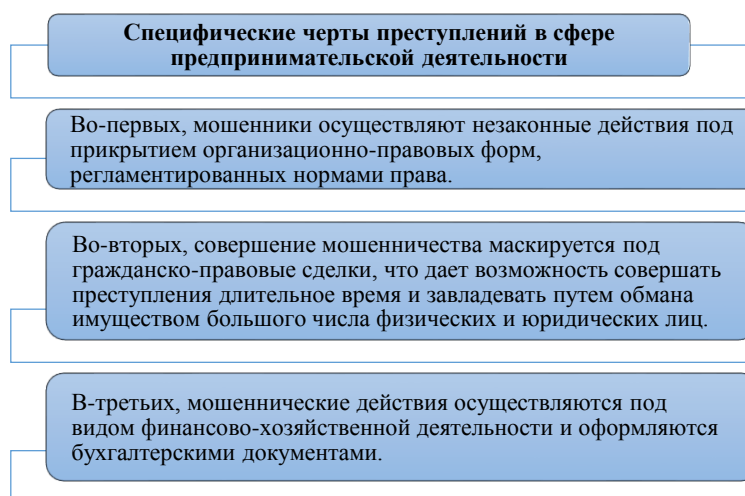 Специфические черты преступлений в сфере
предпринимательской деятельности
Во-первых, мошенники осуществляют незаконные действия под
прикрытием организационно-правовых форм,
регламентированных нормами права.
Во-вторых, совершение мошенничества маскируется под
гражданско-правовые сделки, что дает возможность совершать
преступления длительное время и завладевать путем обмана
имуществом большого числа физических и юридических лиц.
В-третьих, мошеннические действия осуществляются под
видом финансово-хозяйственной деятельности и оформляются
бухгалтерскими документами.